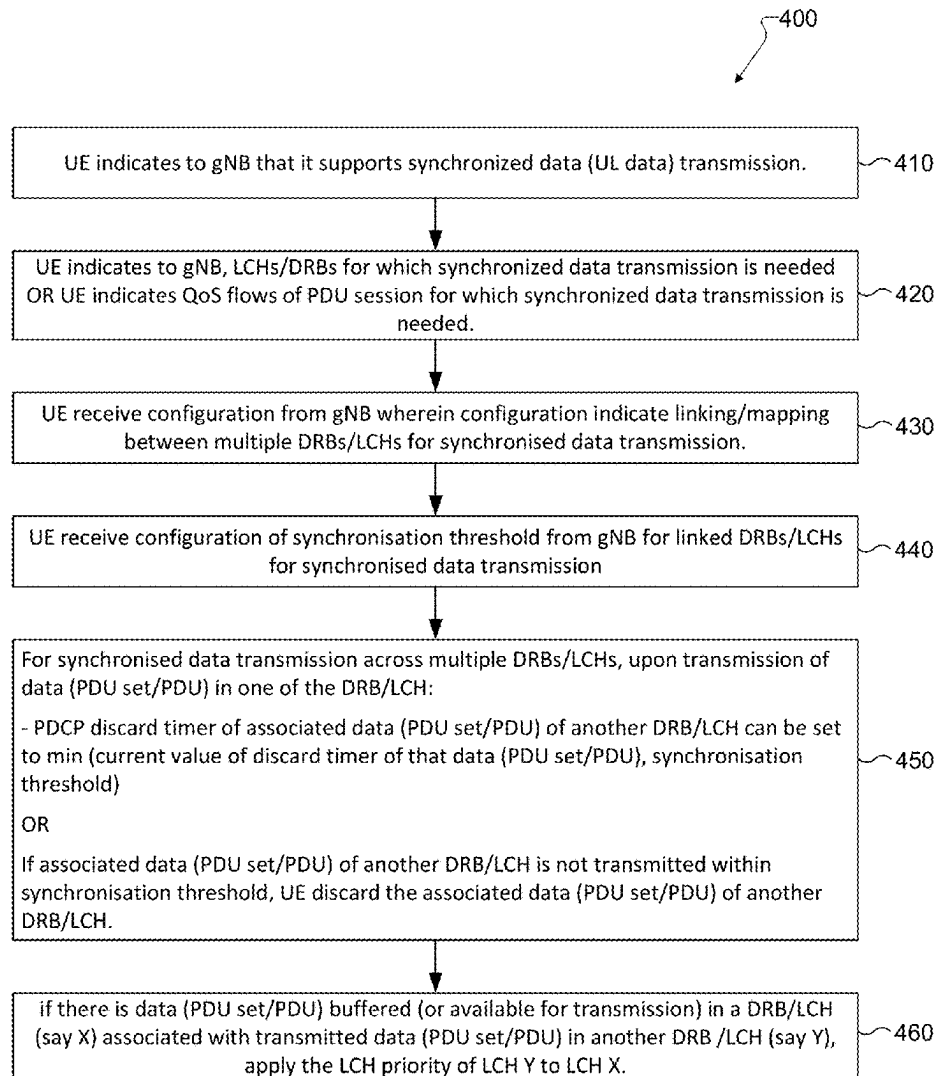 400
UE indicates to gNB that it supports synchronized data (UL data) transmission.
410
UE indicates to gNB, LCHs/DRBs for which synchronized data transmission is needed
OR UE indicates QoS flows of PDU session for which synchronized data transmission is
needed.
420
UE receive configuration from gNB wherein configuration indicate linking/mapping
between multiple DRBs/LCHs for synchronised data transmission.
430
UE receive configuration of synchronisation threshold from gNB for linked DRBs/LCHs
for synchronised data transmission
440
For synchronised data transmission across multiple DRBs/LCHs, upon transmission of
data (PDU set/PDU) in one of the DRB/LCH:
- PDCP discard timer of associated data (PDU set/PDU) of another DRB/LCH can be set
to min (current value of discard timer of that data (PDU set/PDU), synchronisation
threshold)
OR
If associated data (PDU set/PDU) of another DRB/LCH is not transmitted within
synchronisation threshold, UE discard the associated data (PDU set/PDU) of another
DRB/LCH.
450
if there is data (PDU set/PDU) buffered (or available for transmission) in a DRB/LCH
(say X) associated with transmitted data (PDU set/PDU) in another DRB /LCH (say Y),
apply the LCH priority of LCH Y to LCH X.
460